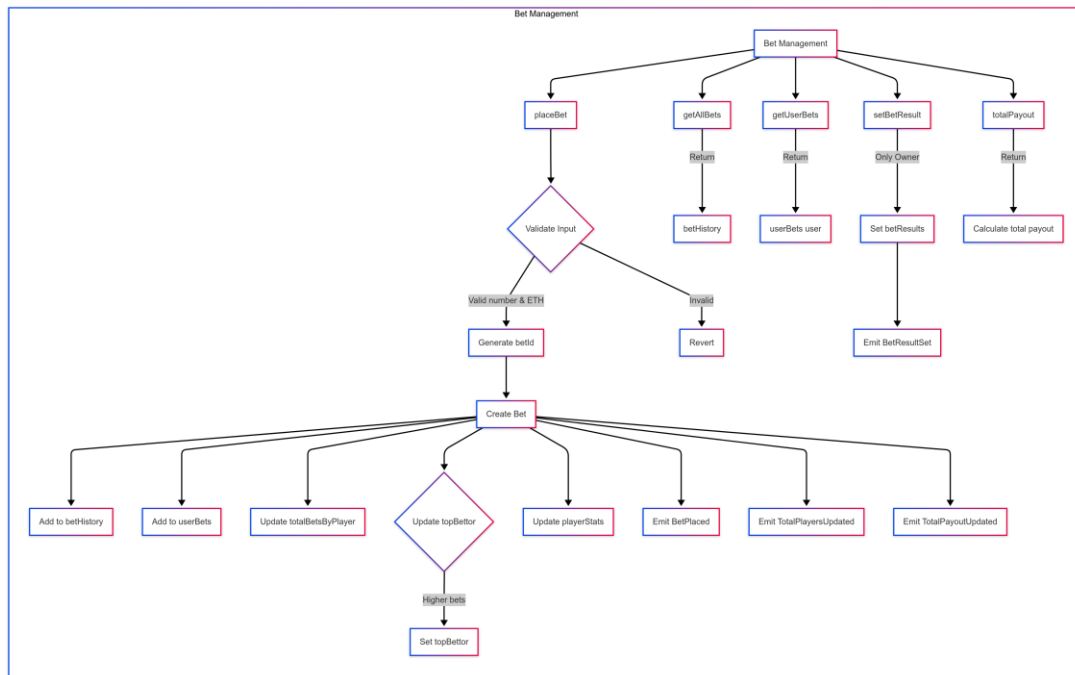 Bet Management
Bet Management
placeBet
getAllBets
getUserBets
setBetResult
totalPayout
Return
Return
Only Owner
Return
Validate Input
betHistory
userBets user
Set betResults
Calculate total payout
Valid number & ETH
Invalid
Generate betId
Revert
Emit BetResultSet
Create Bet
Add to betHistory
Add to userBets
Update totalBetsByPlayer
Update topBettor
Update playerStats
Emit BetPlaced
Emit TotalPlayersUpdated
Emit TotalPayoutUpdated
Higher bets
Set topBettor